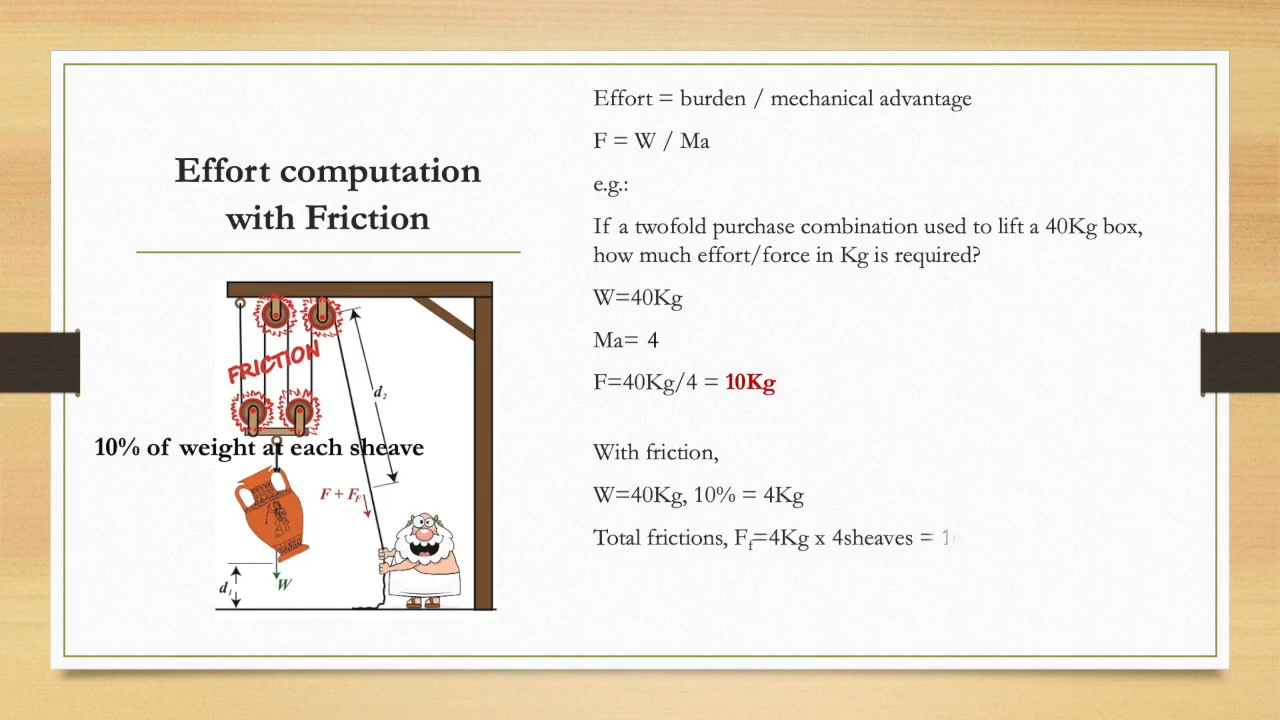 Effort computation
with Friction
FRICTION
d₂
10% of weight at each sheave
F + F_F
W
d₁
Effort = burden / mechanical advantage
F = W / Ma
e.g.:
If a twofold purchase combination used to lift a 40Kg box,
how much effort/force in Kg is required?
W=40Kg
Ma= 4
F=40Kg/4 = 10Kg
With friction,
W=40Kg, 10% = 4Kg
Total frictions, Ff=4Kg x 4sheaves =